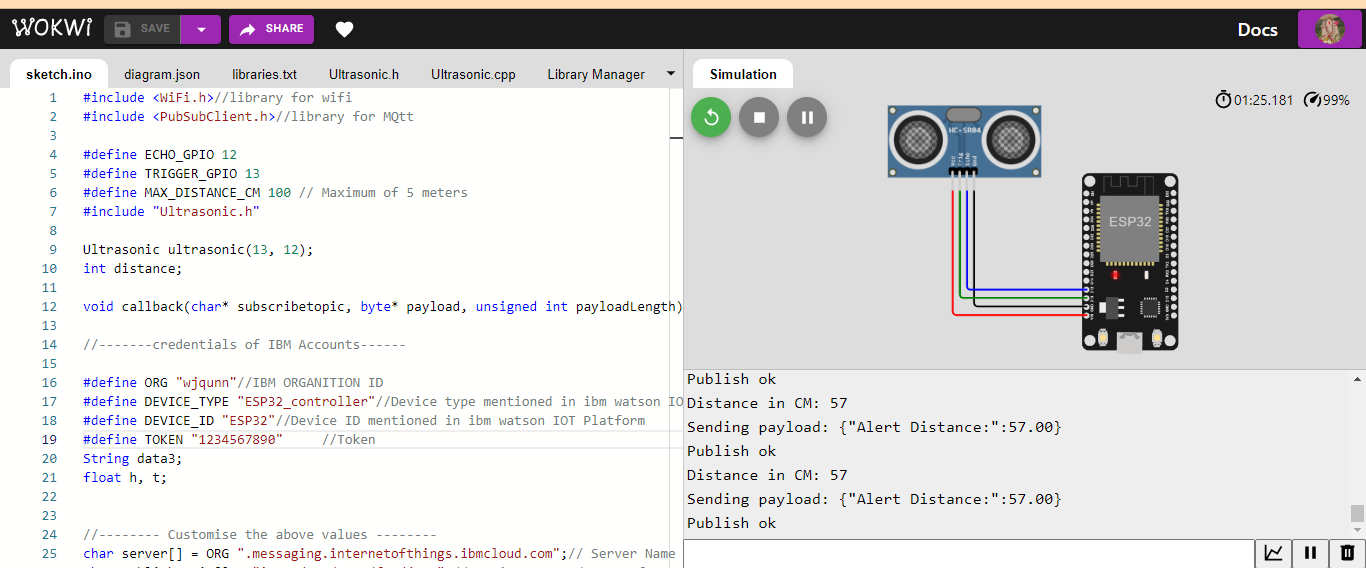 WOKWi
SAVE
SHARE
Docs
sketch.ino
diagram.json
libraries.txt
Ultrasonic.h
Ultrasonic.cpp
Library Manager
Simulation
1 #include <WiFi.h>//library for wifi
2 #include <PubSubClient.h>//library for MQtt
3
4 #define ECHO_GPIO 12
5 #define TRIGGER_GPIO 13
6 #define MAX_DISTANCE_CM 100 // Maximum of 5 meters
7 #include "Ultrasonic.h"
8
9 Ultrasonic ultrasonic(13, 12);
10 int distance;
11
12 void callback(char* subscribetopic, byte* payload, unsigned int payloadLength)
13
14 //-------credentials of IBM Accounts------
15
16 #define ORG "wjqunn"//IBM ORGANITION ID
17 #define DEVICE_TYPE "ESP32_controller"//Device type mentioned in ibm watson IO
18 #define DEVICE_ID "ESP32"//Device ID mentioned in ibm watson IOT Platform
19 #define TOKEN "1234567890" //Token
20 String data3;
21 float h, t;
22
23
24 //-------- Customise the above values --------
25 char server[] = ORG ".messaging.internetofthings.ibmcloud.com";// Server Name
01:25.181
99%
HC-SR04
Vcc
Trig
Echo
Gnd
ESP32
Publish ok
Distance in CM: 57
Sending payload: {"Alert Distance:":57.00}
Publish ok
Distance in CM: 57
Sending payload: {"Alert Distance:":57.00}
Publish ok